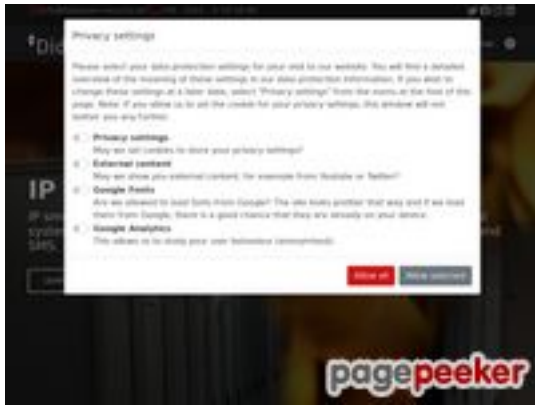 Privacy settings
Please select your data protection settings for your visit to our website. You will find a detailed
overview of the meaning of these settings in our data protection information. If you wish to
change these settings at a later date, select "Privacy settings" from the menu at the foot of the
page. Note: If you allow us to set the cookie for your privacy settings, this window will not
bother you any further.
Privacy settings
May we set cookies to store your privacy settings?
External content
May we show you external content, for example from Youtube or Twitter?
Google Fonts
Are we allowed to load fonts from Google? The site looks prettier that way and if we load
them from Google, there is a good chance that they are already on your device.
Google Analytics
This allows us to study your user behaviour (anonymised).
Allow all
Allow selected
IP
SMS
pagepeeker